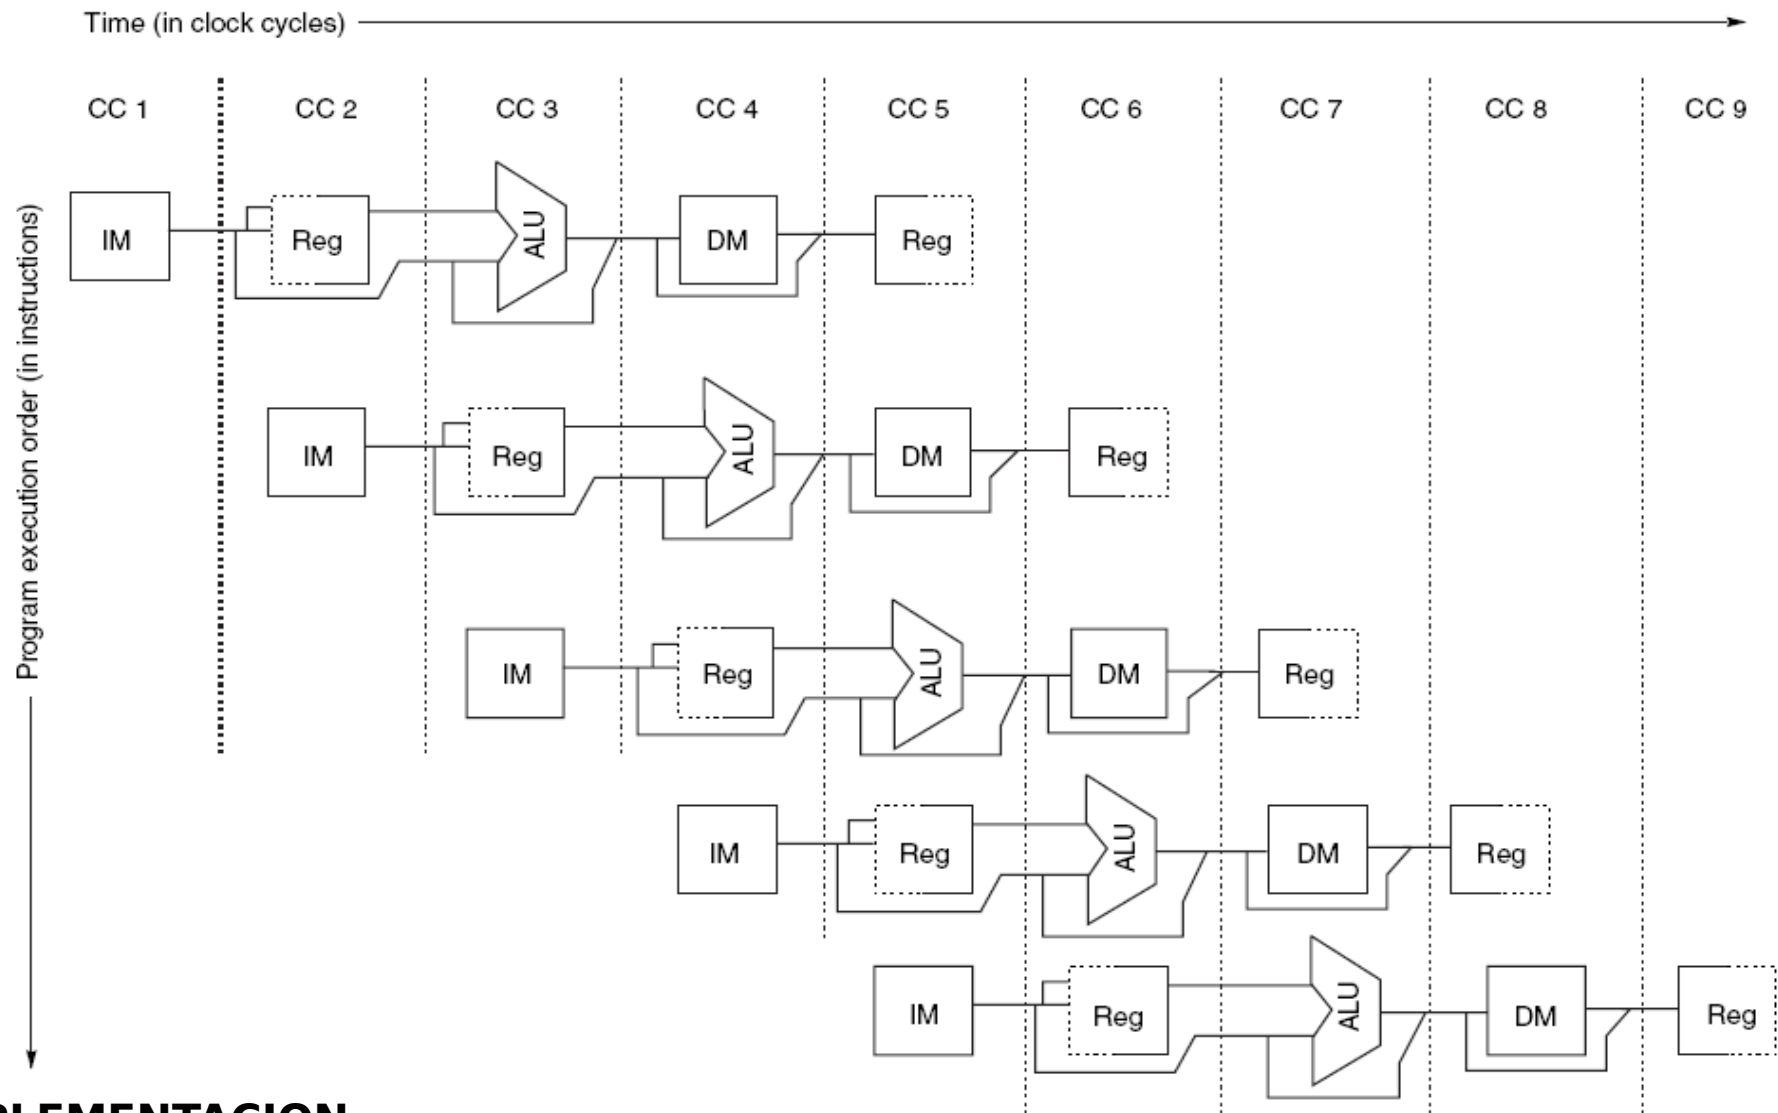 Time (in clock cycles)
CC 1 CC 2 CC 3 CC 4 CC 5 CC 6 CC 7 CC 8 CC 9
Program execution order (in instructions)
IM Reg ALU DM Reg
IM Reg ALU DM Reg
IM Reg ALU DM Reg
IM Reg ALU DM Reg
IM Reg ALU DM Reg
PLEMENTACION